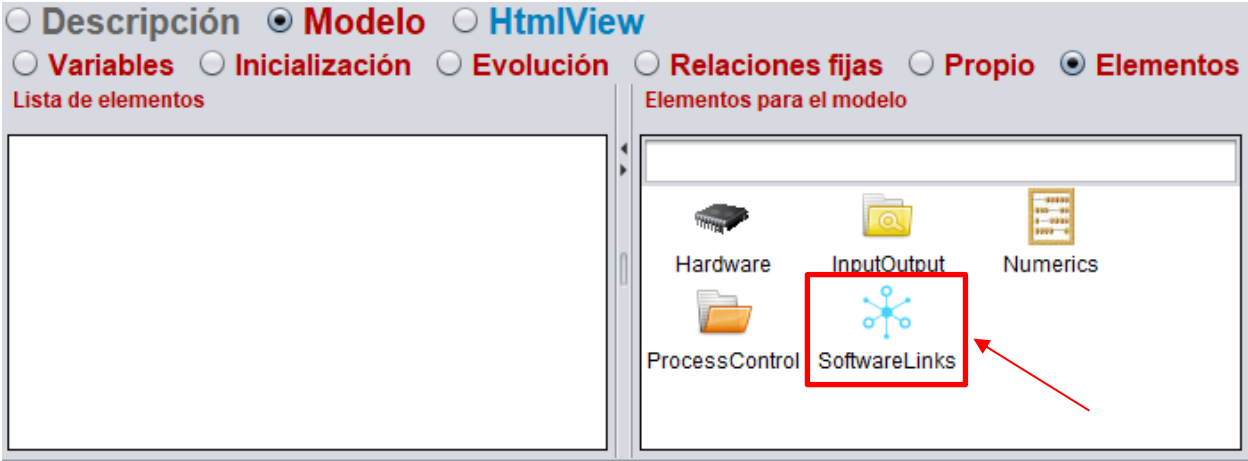 Descripción Modelo HtmlView
Variables Inicialización Evolución Relaciones fijas Propio Elementos
Lista de elementos
Elementos para el modelo
Hardware InputOutput Numerics
ProcessControl SoftwareLinks